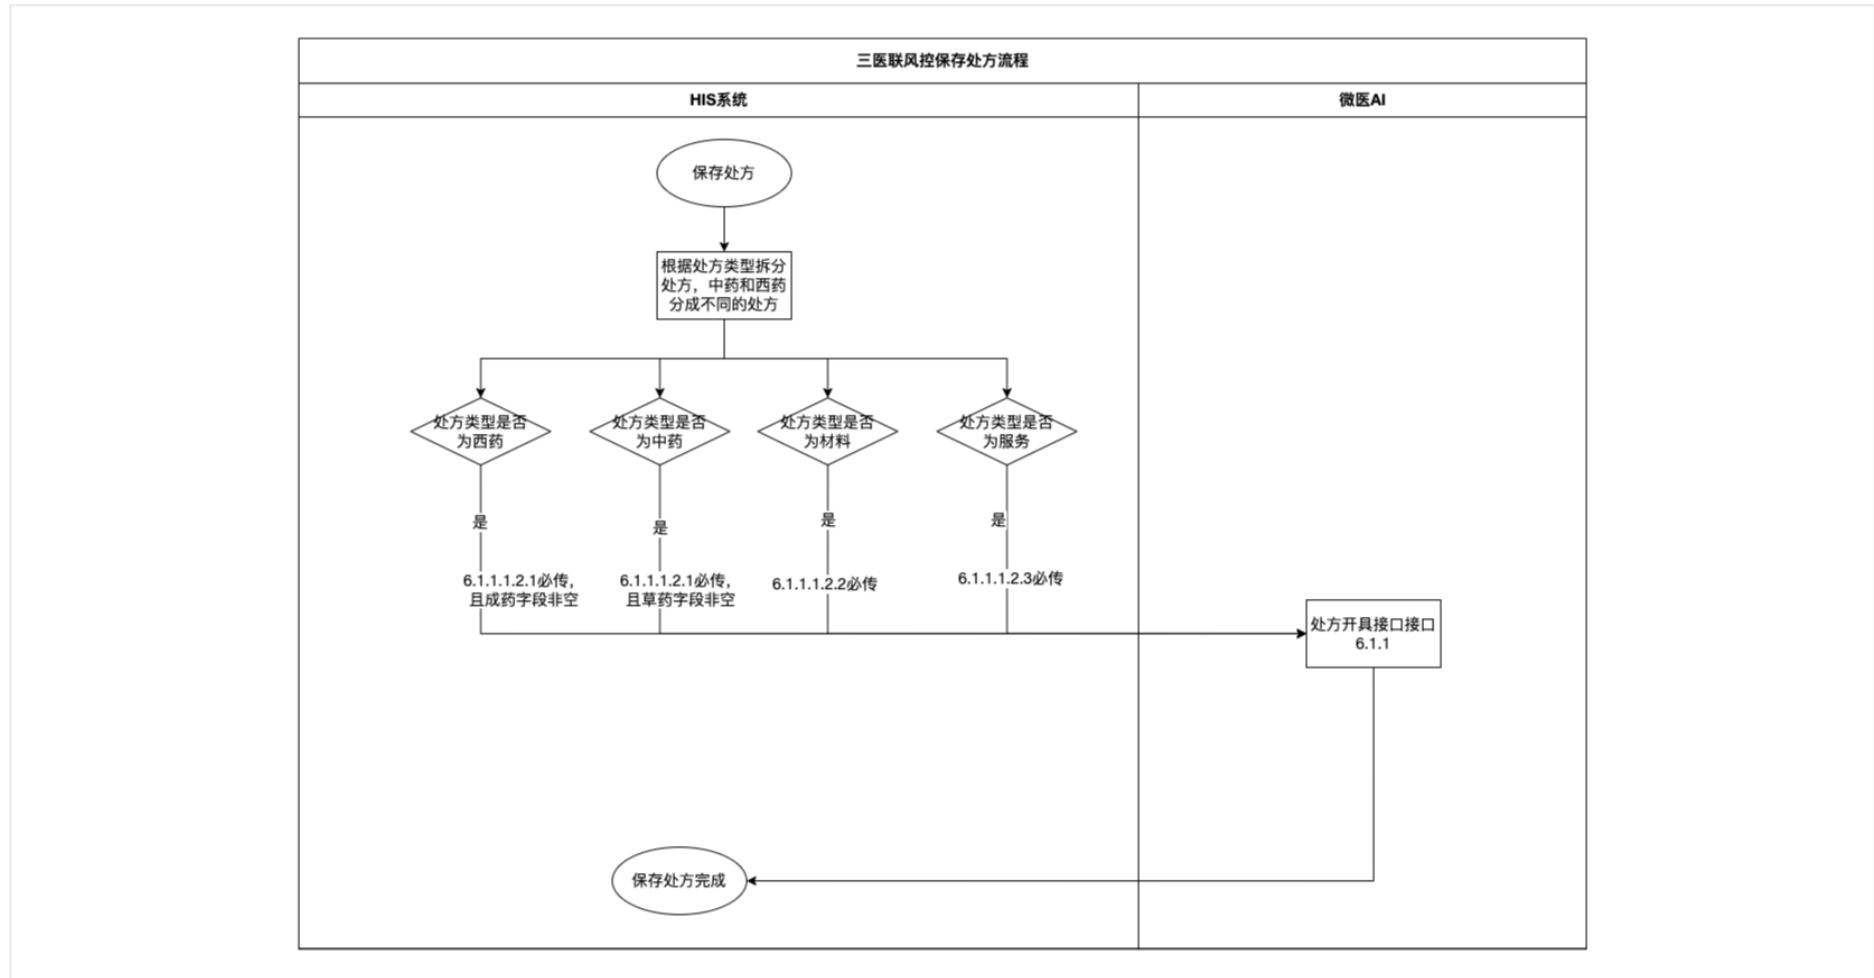 三医联风控保存处方流程
HIS系统
微医AI
保存处方
根据处方类型拆分
处方，中药和西药
分成不同的处方
处方类型是否
为西药
处方类型是否
为中药
处方类型是否
为材料
处方类型是否
为服务
是
是
是
是
6.1.1.1.2.1必传，
且成药字段非空
6.1.1.1.2.1必传，
且草药字段非空
6.1.1.1.2.2必传
6.1.1.1.2.3必传
处方开具接口接口
6.1.1
保存处方完成